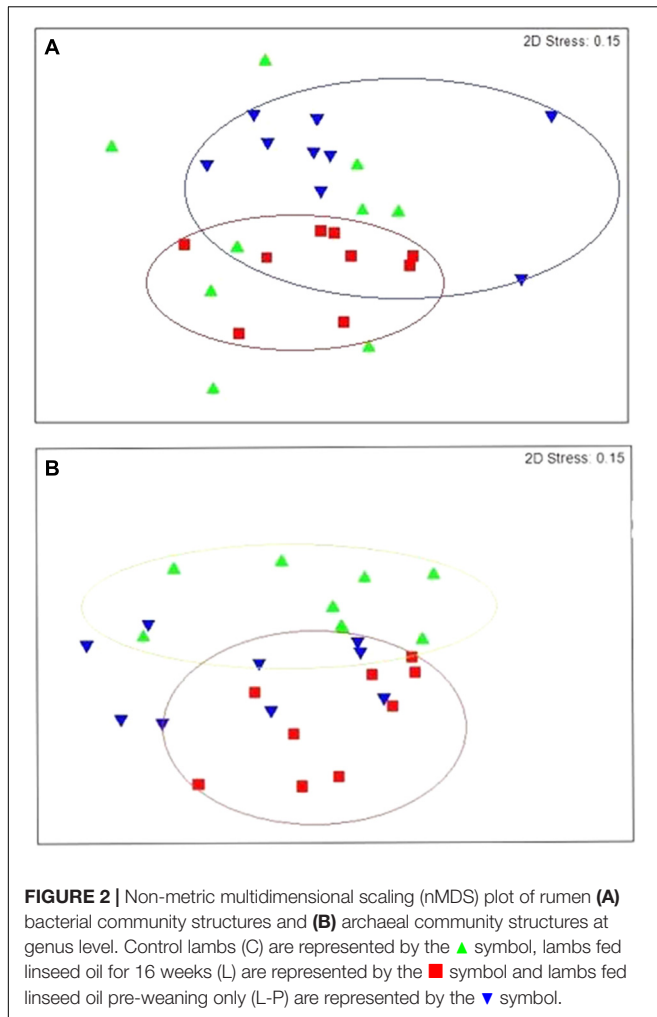 A
2D Stress: 0.15
B
2D Stress: 0.15
FIGURE 2 | Non-metric multidimensional scaling (nMDS) plot of rumen (A)
bacterial community structures and (B) archaeal community structures at
genus level. Control lambs (C) are represented by the ▲ symbol, lambs fed
linseed oil for 16 weeks (L) are represented by the ■ symbol and lambs fed
linseed oil pre-weaning only (L-P) are represented by the ▼ symbol.